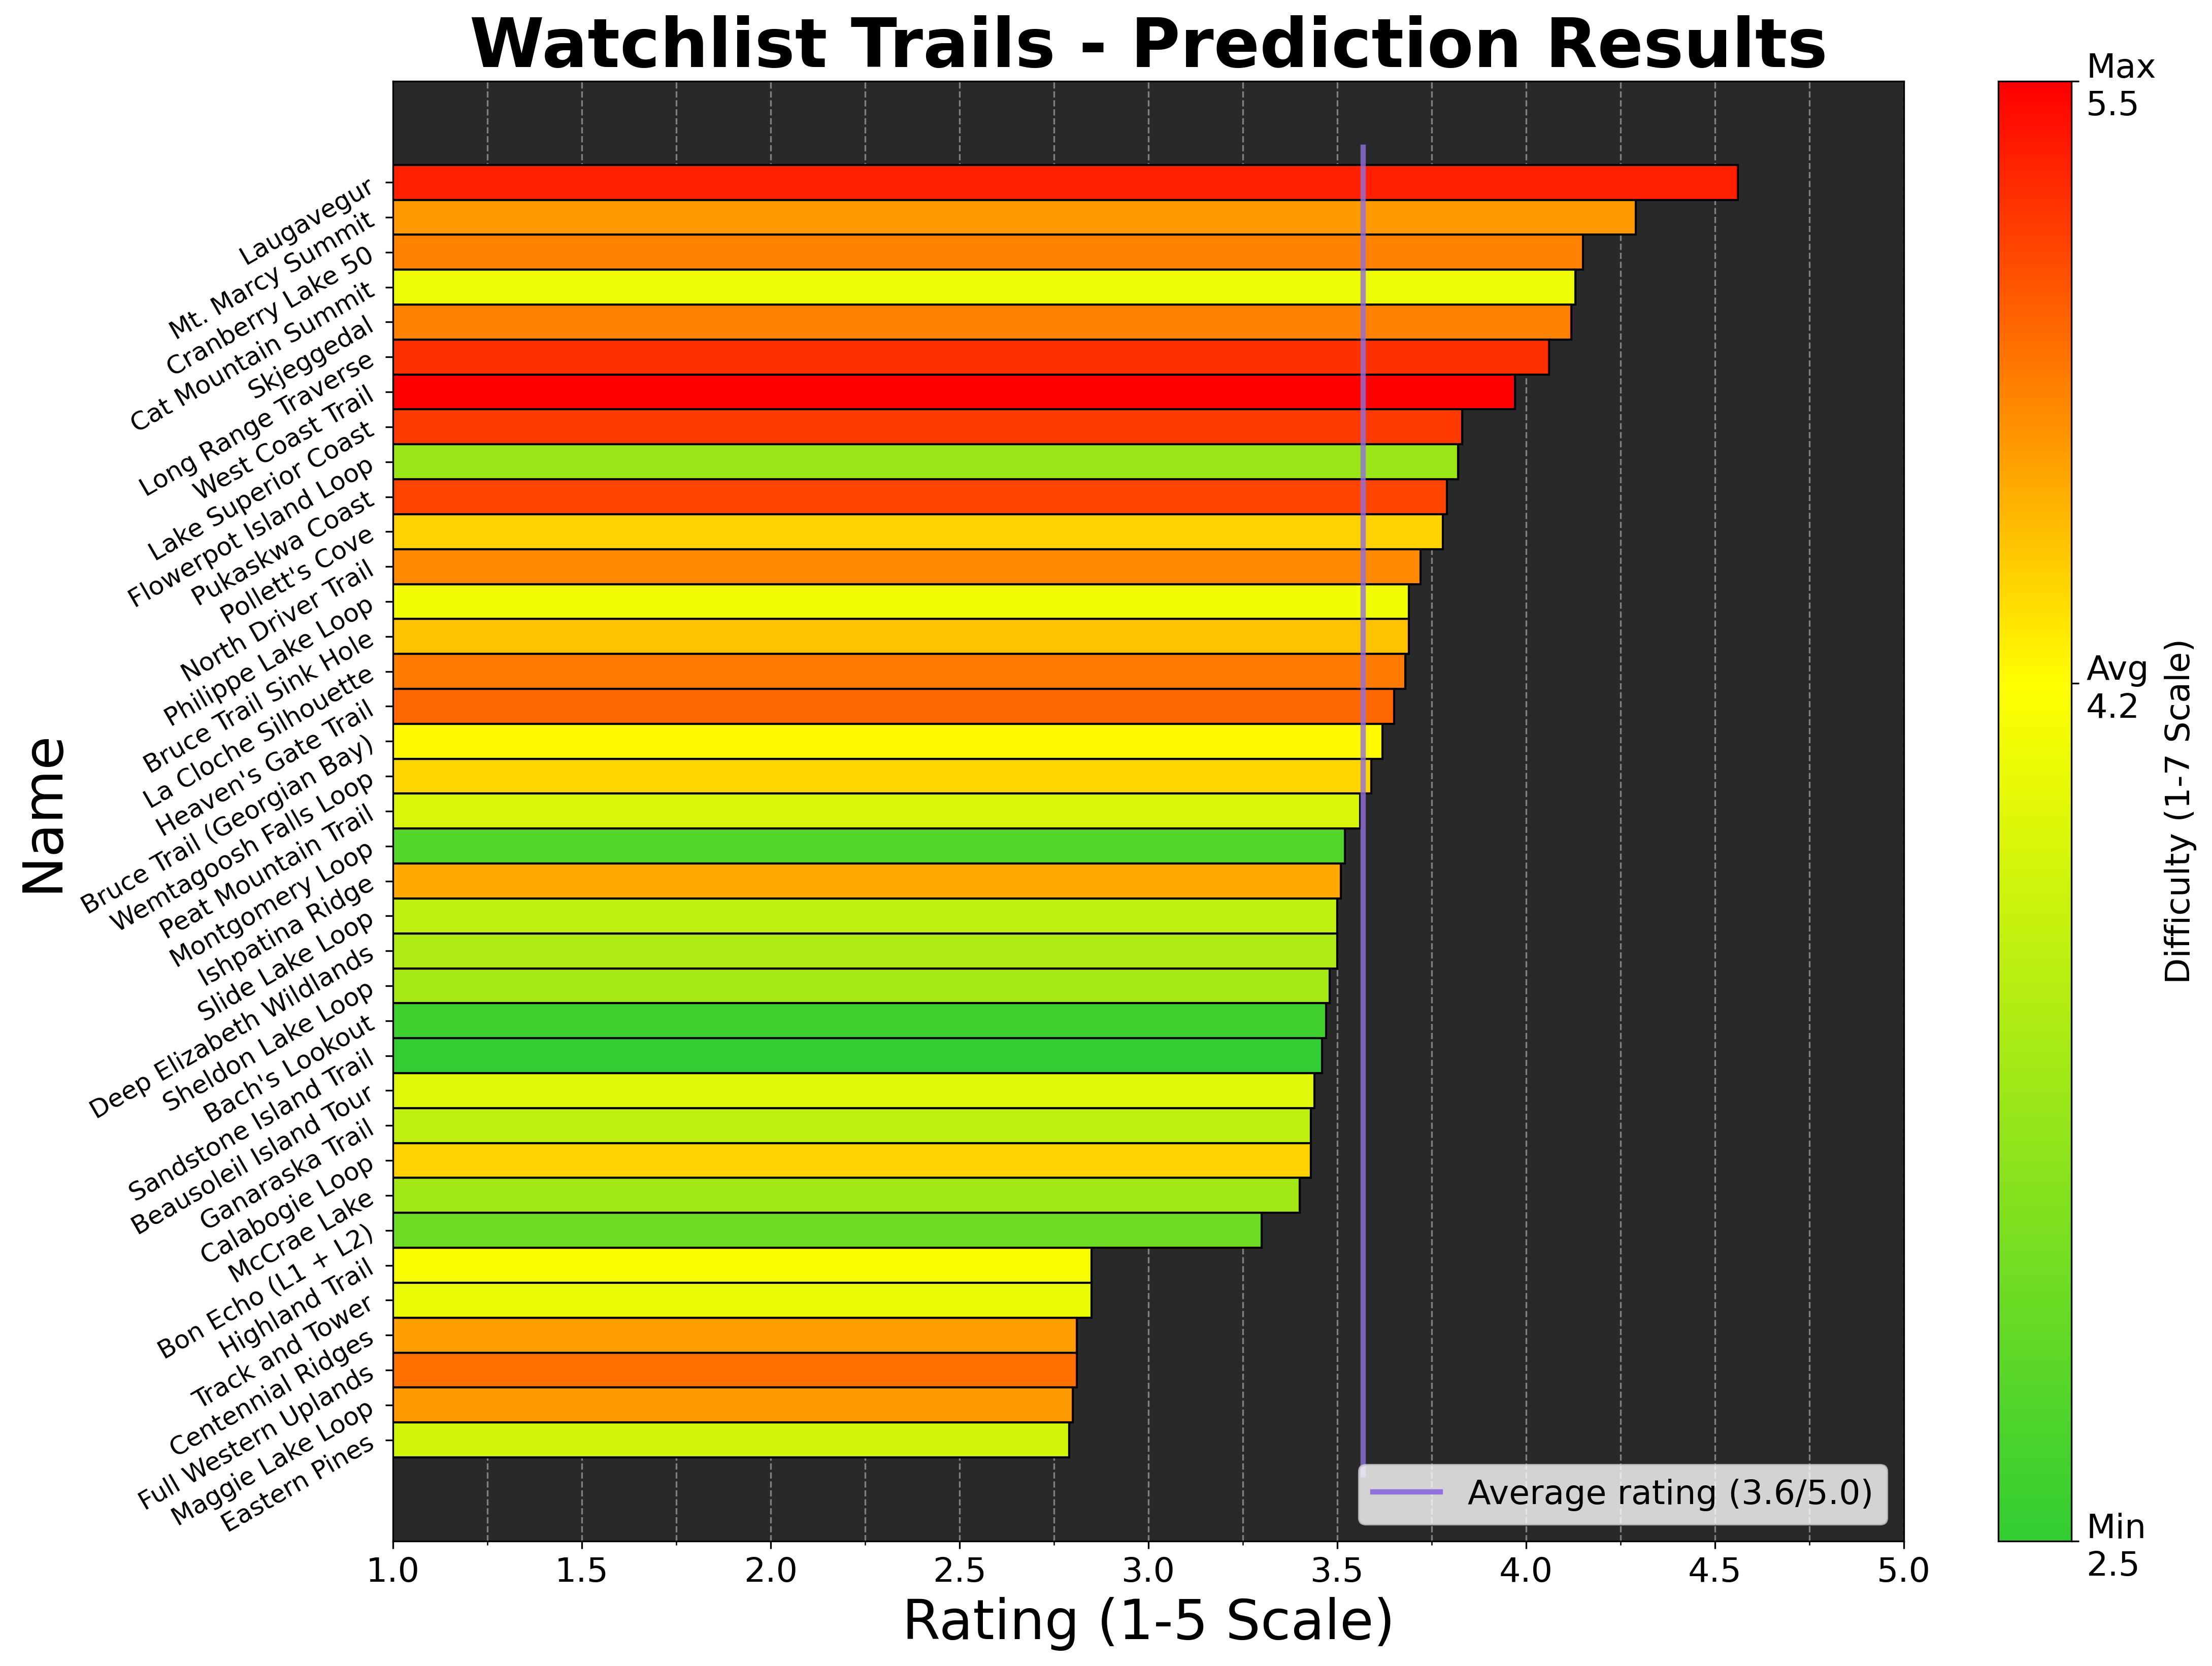 Watchlist Trails - Prediction Results
Name
Laugavegur
Mt. Marcy Summit
Cranberry Lake 50
Cat Mountain Summit
Skjeggedal
Long Range Traverse
West Coast Trail
Lake Superior Coast
Flowerpot Island Loop
Pukaskwa Coast
Pollett's Cove
North Driver Trail
Philippe Lake Loop
Bruce Trail Sink Hole
La Cloche Silhouette
Heaven's Gate Trail
Bruce Trail (Georgian Bay)
Wemtagoosh Falls Loop
Peat Mountain Trail
Montgomery Loop
Ishpatina Ridge
Slide Lake Loop
Deep Elizabeth Wildlands
Sheldon Lake Loop
Bach's Lookout
Sandstone Island Trail
Beausoleil Island Tour
Ganaraska Trail
Calabogie Loop
McCrae Lake
Bon Echo (L1 + L2)
Highland Trail
Track and Tower
Centennial Ridges
Full Western Uplands
Maggie Lake Loop
Eastern Pines
Average rating (3.6/5.0)
1.0 1.5 2.0 2.5 3.0 3.5 4.0 4.5 5.0
Rating (1-5 Scale)
Max
5.5
Avg
4.2
Min
2.5
Difficulty (1-7 Scale)